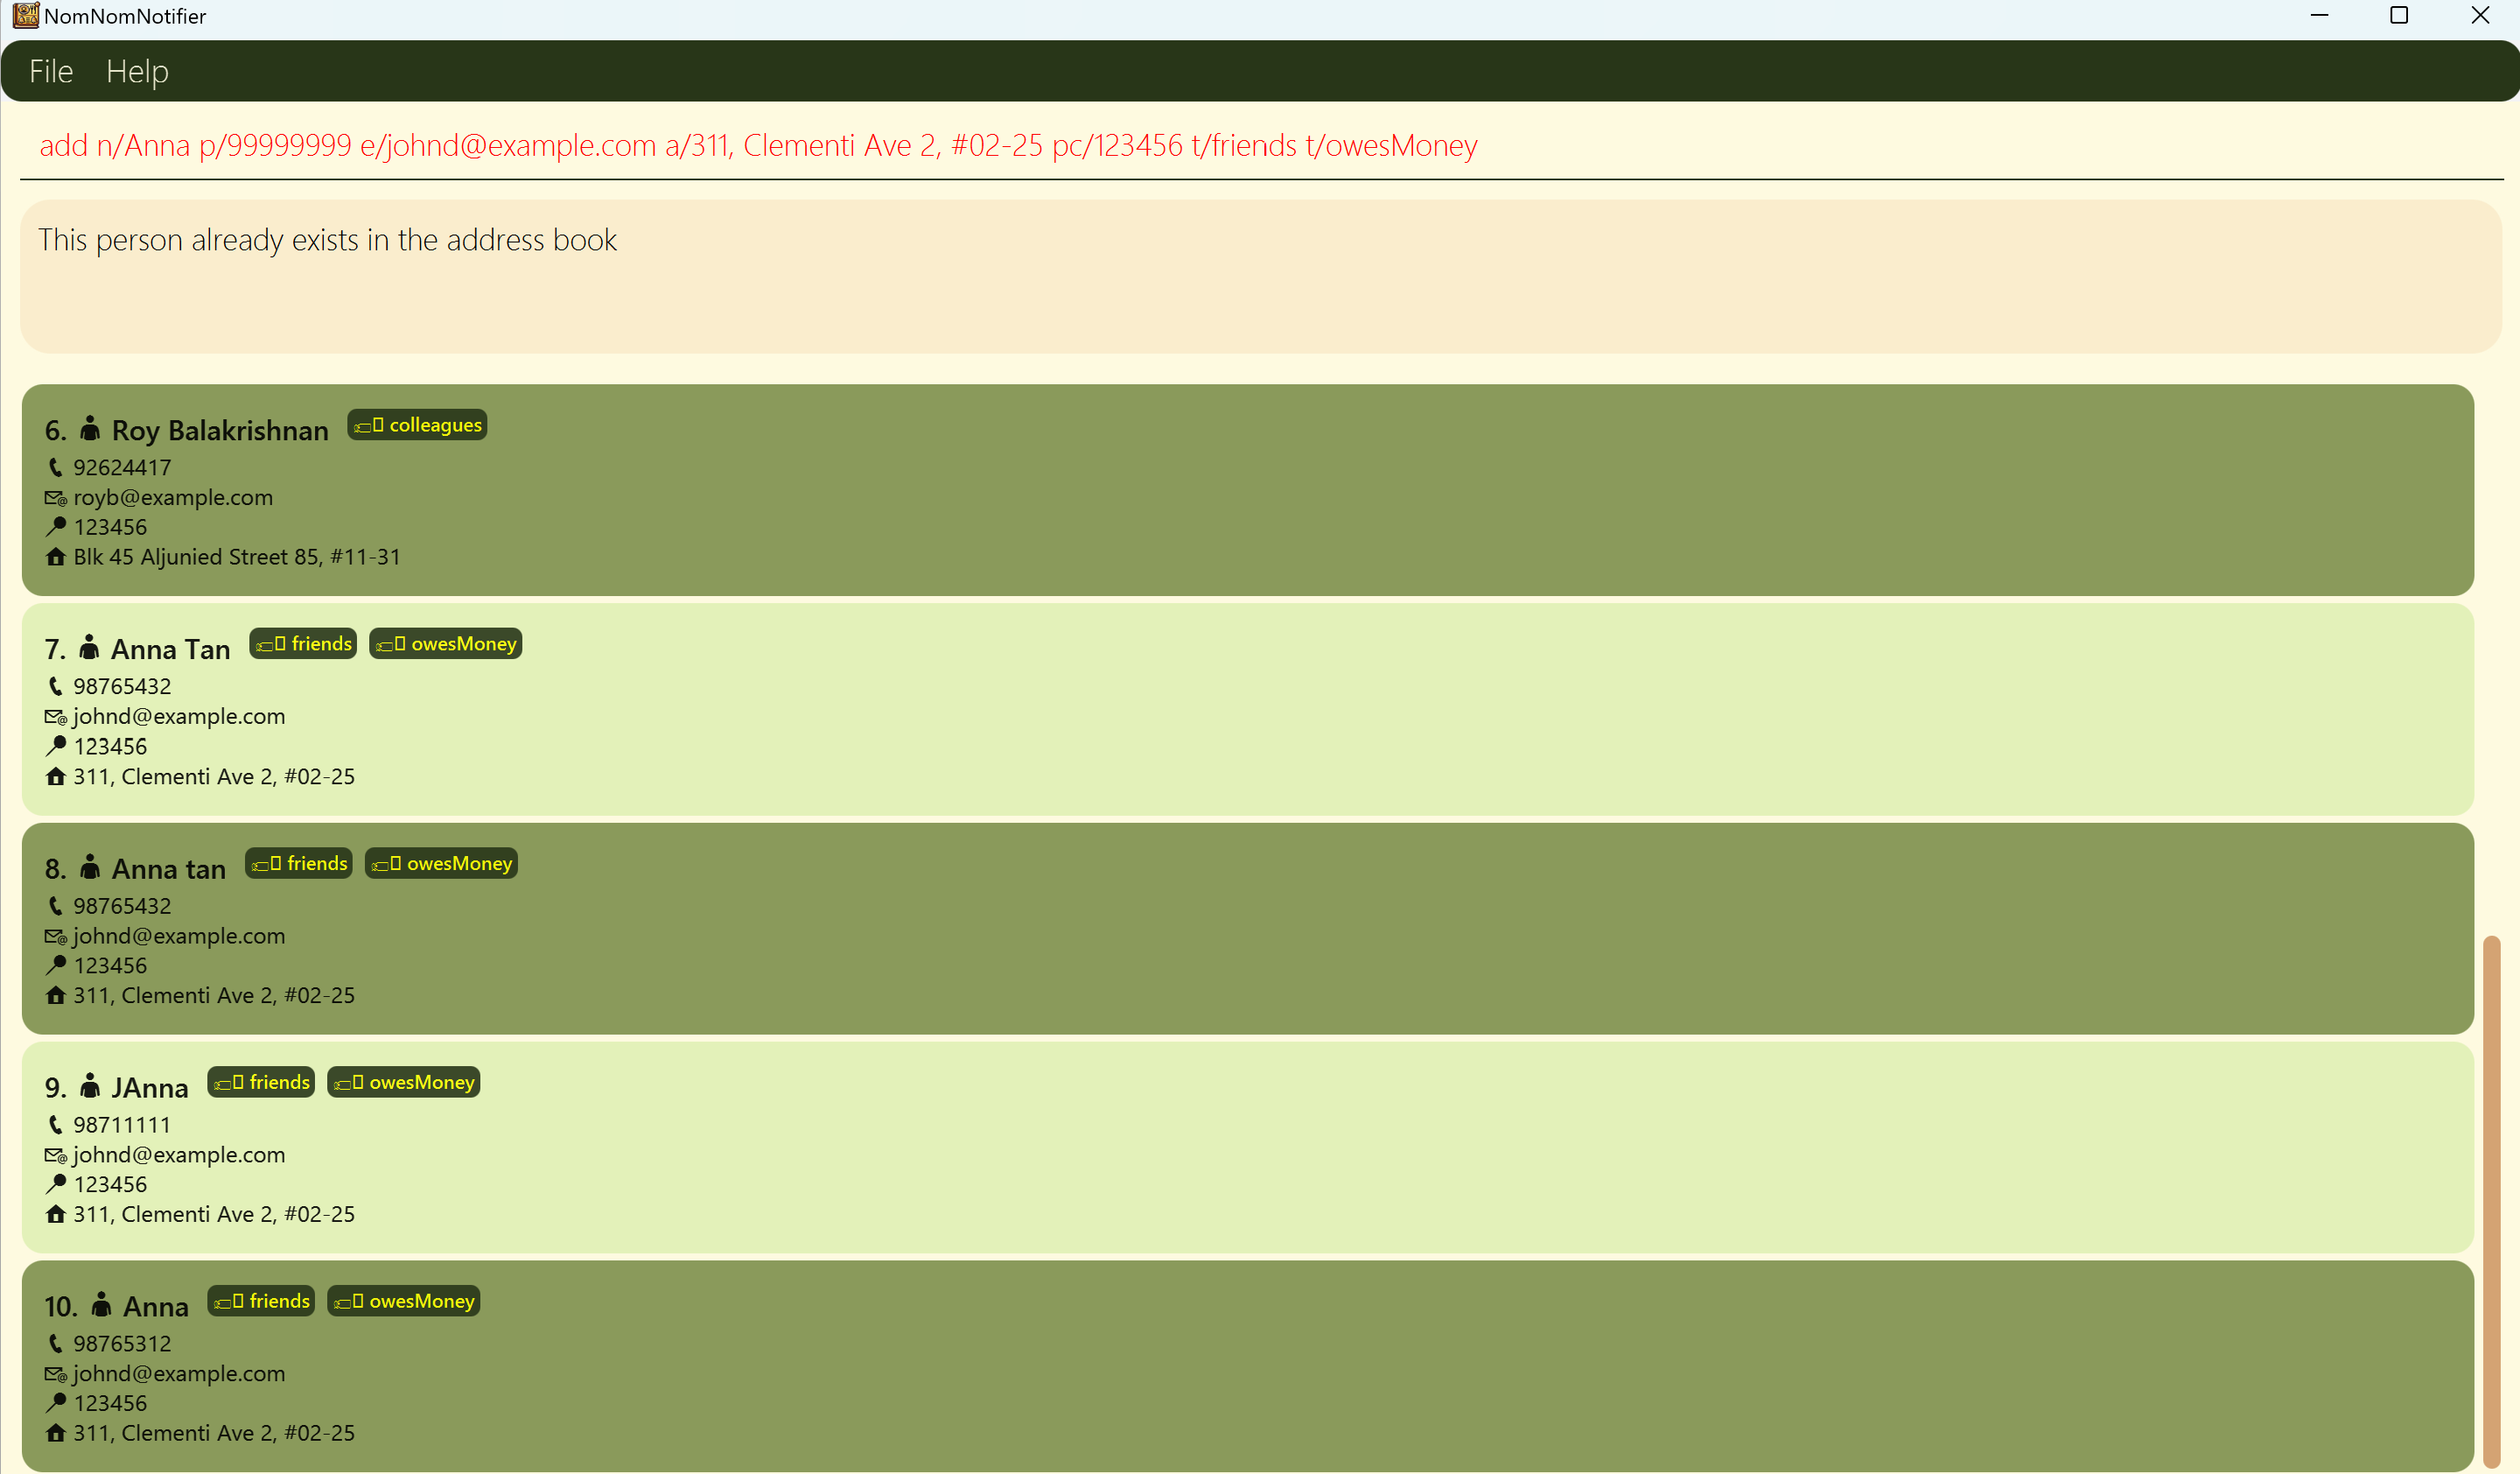 NomNomNotifier
File Help
add n/Anna p/99999999 e/johnd@example.com a/311, Clementi Ave 2, #02-25 pc/123456 t/friends t/owesMoney
This person already exists in the address book
6. Roy Balakrishnan colleagues
92624417
royb@example.com
123456
Blk 45 Aljunied Street 85, #11-31
7. Anna Tan friends owesMoney
98765432
johnd@example.com
123456
311, Clementi Ave 2, #02-25
8. Anna tan friends owesMoney
98765432
johnd@example.com
123456
311, Clementi Ave 2, #02-25
9. JAnna friends owesMoney
98711111
johnd@example.com
123456
311, Clementi Ave 2, #02-25
10. Anna friends owesMoney
98765312
johnd@example.com
123456
311, Clementi Ave 2, #02-25